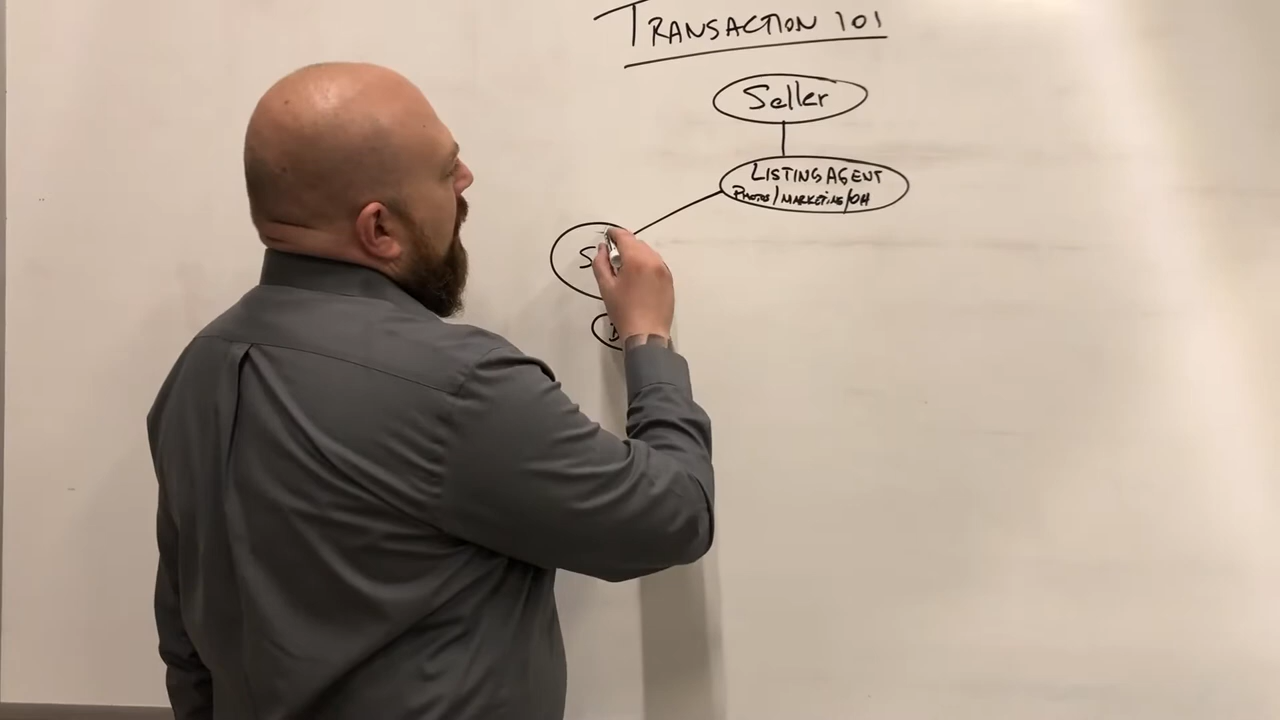 TRANSACTION 101
Seller
LISTING AGENT
PHOTOS/MARKETING/OH
S